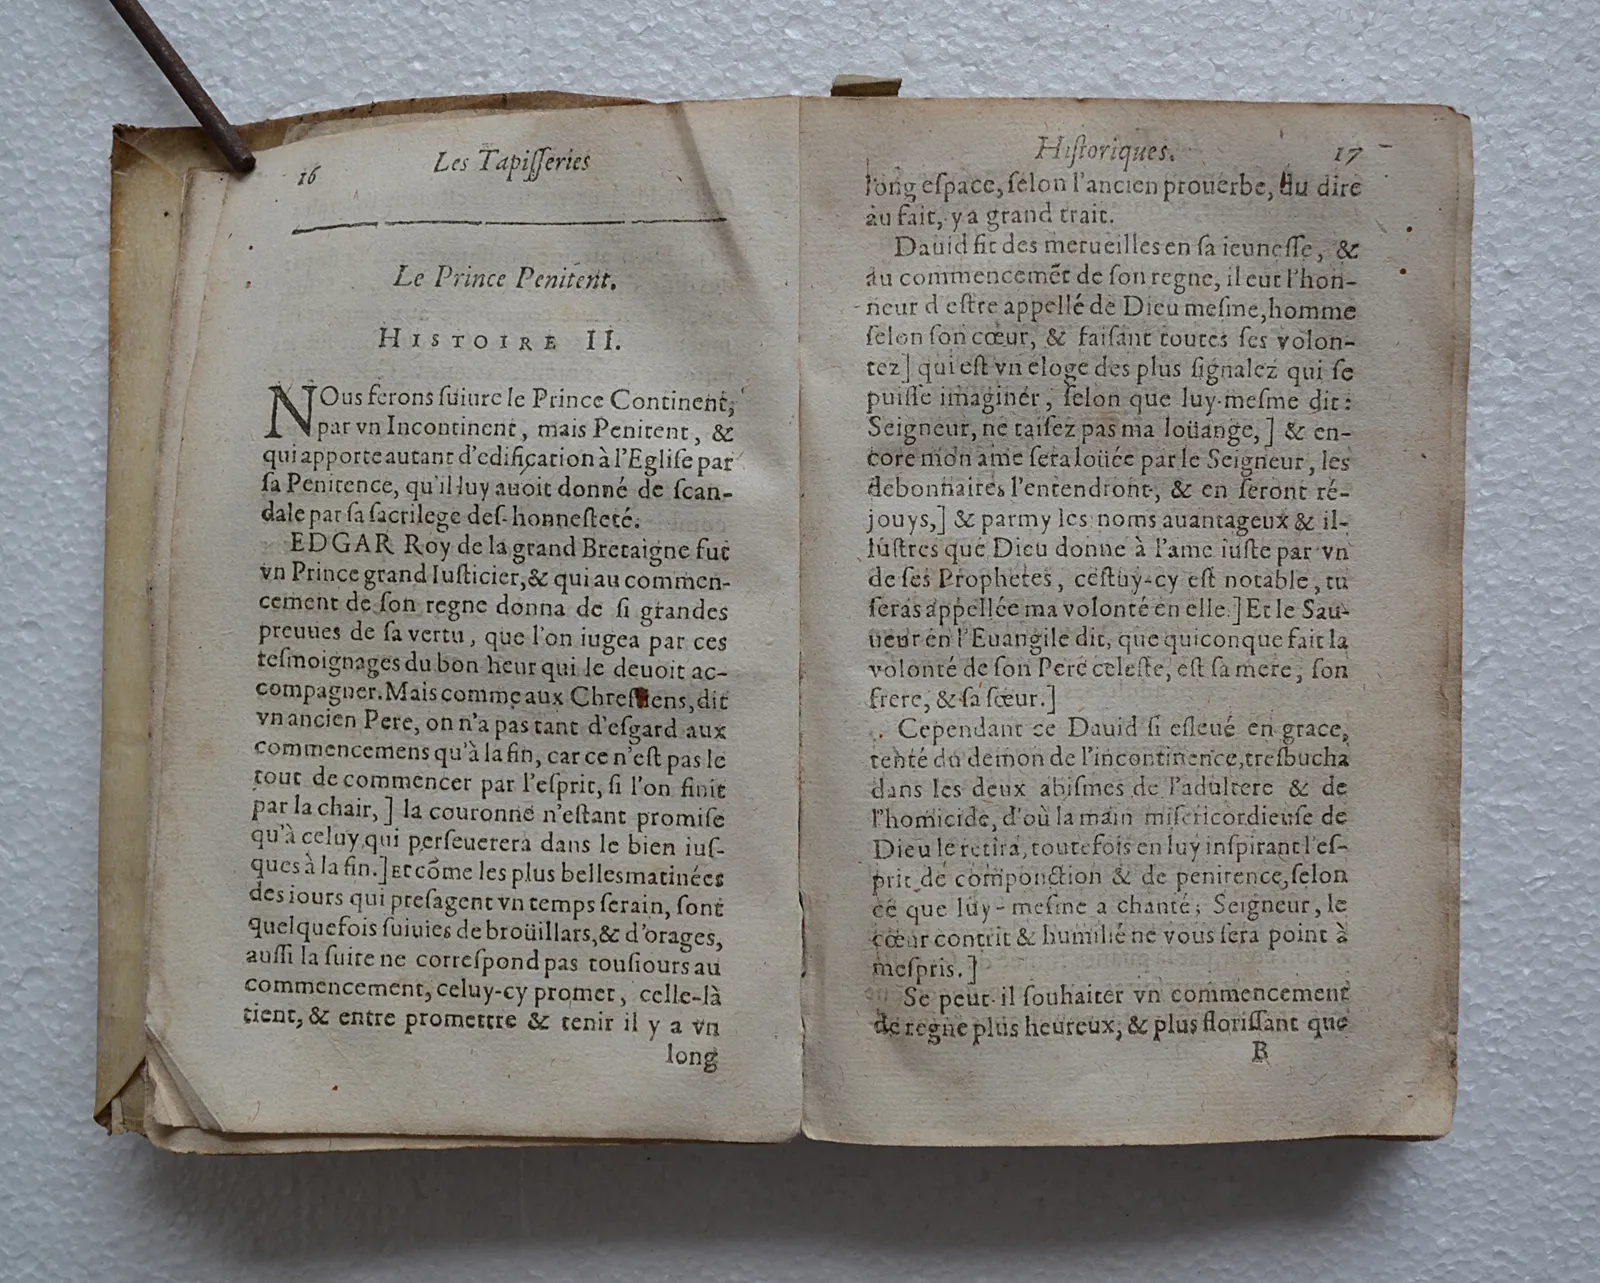 16
Les Tapiſſeries
Le Prince Penitent.
HISTOIRE II.
NOus ferons ſuiure le Prince Continent,
par vn Incontinent, mais Penitent, &
qui apporte autant d'edification à l'Egliſe par
ſa Penitence, qu'il luy auoit donné de ſcan-
dale par ſa ſacrilege deſ-honneſteté.
EDGAR Roy de la grand Bretaigne fut
vn Prince grand Iuſticier, & qui au commen-
cement de ſon regne donna de ſi grandes
preuues de ſa vertu, que l'on iugea par ces
teſmoignages du bon heur qui le deuoit ac-
compagner. Mais comme aux Chreſtiens, dit
vn ancien Pere, on n'a pas tant d'eſgard aux
commencemens qu'à la fin, car ce n'eſt pas le
tout de commencer par l'eſprit, ſi l'on finit
par la chair, ] la couronne n'eſtant promiſe
qu'à celuy qui perſeuerera dans le bien iuſ-
ques à la fin.] Et cõme les plus belles matinées
des iours qui preſagent vn temps ſerain, ſont
quelquefois ſuiuies de broüillars, & d'orages,
auſſi la ſuite ne correſpond pas touſiours au
commencement, celuy-cy promet, celle-là
tient, & entre promettre & tenir il y a vn
long
Hiſtoriques.
17
long eſpace, ſelon l'ancien prouerbe, du dire
au fait, y a grand trait.
Dauid fit des merueilles en ſa ieuneſſe, &
au commencemẽt de ſon regne, il eut l'hon-
neur d eſtre appellé de Dieu meſme, homme
ſelon ſon cœur, & faiſant toutes ſes volon-
tez] qui eſt vn eloge des plus ſignalez qui ſe
puiſſe imaginer, ſelon que luy-meſme dit:
Seigneur, ne taiſez pas ma loüange, ] & en-
core mon ame ſera loüée par le Seigneur, les
debonnaires l'entendront, & en ſeront ré-
jouys,] & parmy les noms auantageux & il-
luſtres que Dieu donne à l'ame iuſte par vn
de ſes Prophetes, ceſtuy-cy eſt notable, tu
ſeras appellée ma volonté en elle.] Et le Sau-
ueur en l'Euangile dit, que quiconque fait la
volonté de ſon Pere celeſte, eſt ſa mere, ſon
frere, & ſa ſœur.]
Cependant ce Dauid ſi eſleué en grace,
tenté du demon de l'incontinence, treſbucha
dans les deux abiſmes de l'adultere & de
l'homicide, d'où la main miſericordieuſe de
Dieu le retira, toutefois en luy inſpirant l'eſ-
prit de componction & de penitence, ſelon
ce que luy-meſme a chanté; Seigneur, le
cœur contrit & humilié ne vous ſera point à
meſpris.]
Se peut-il ſouhaiter vn commencement
de regne plus heureux, & plus floriſſant que
B